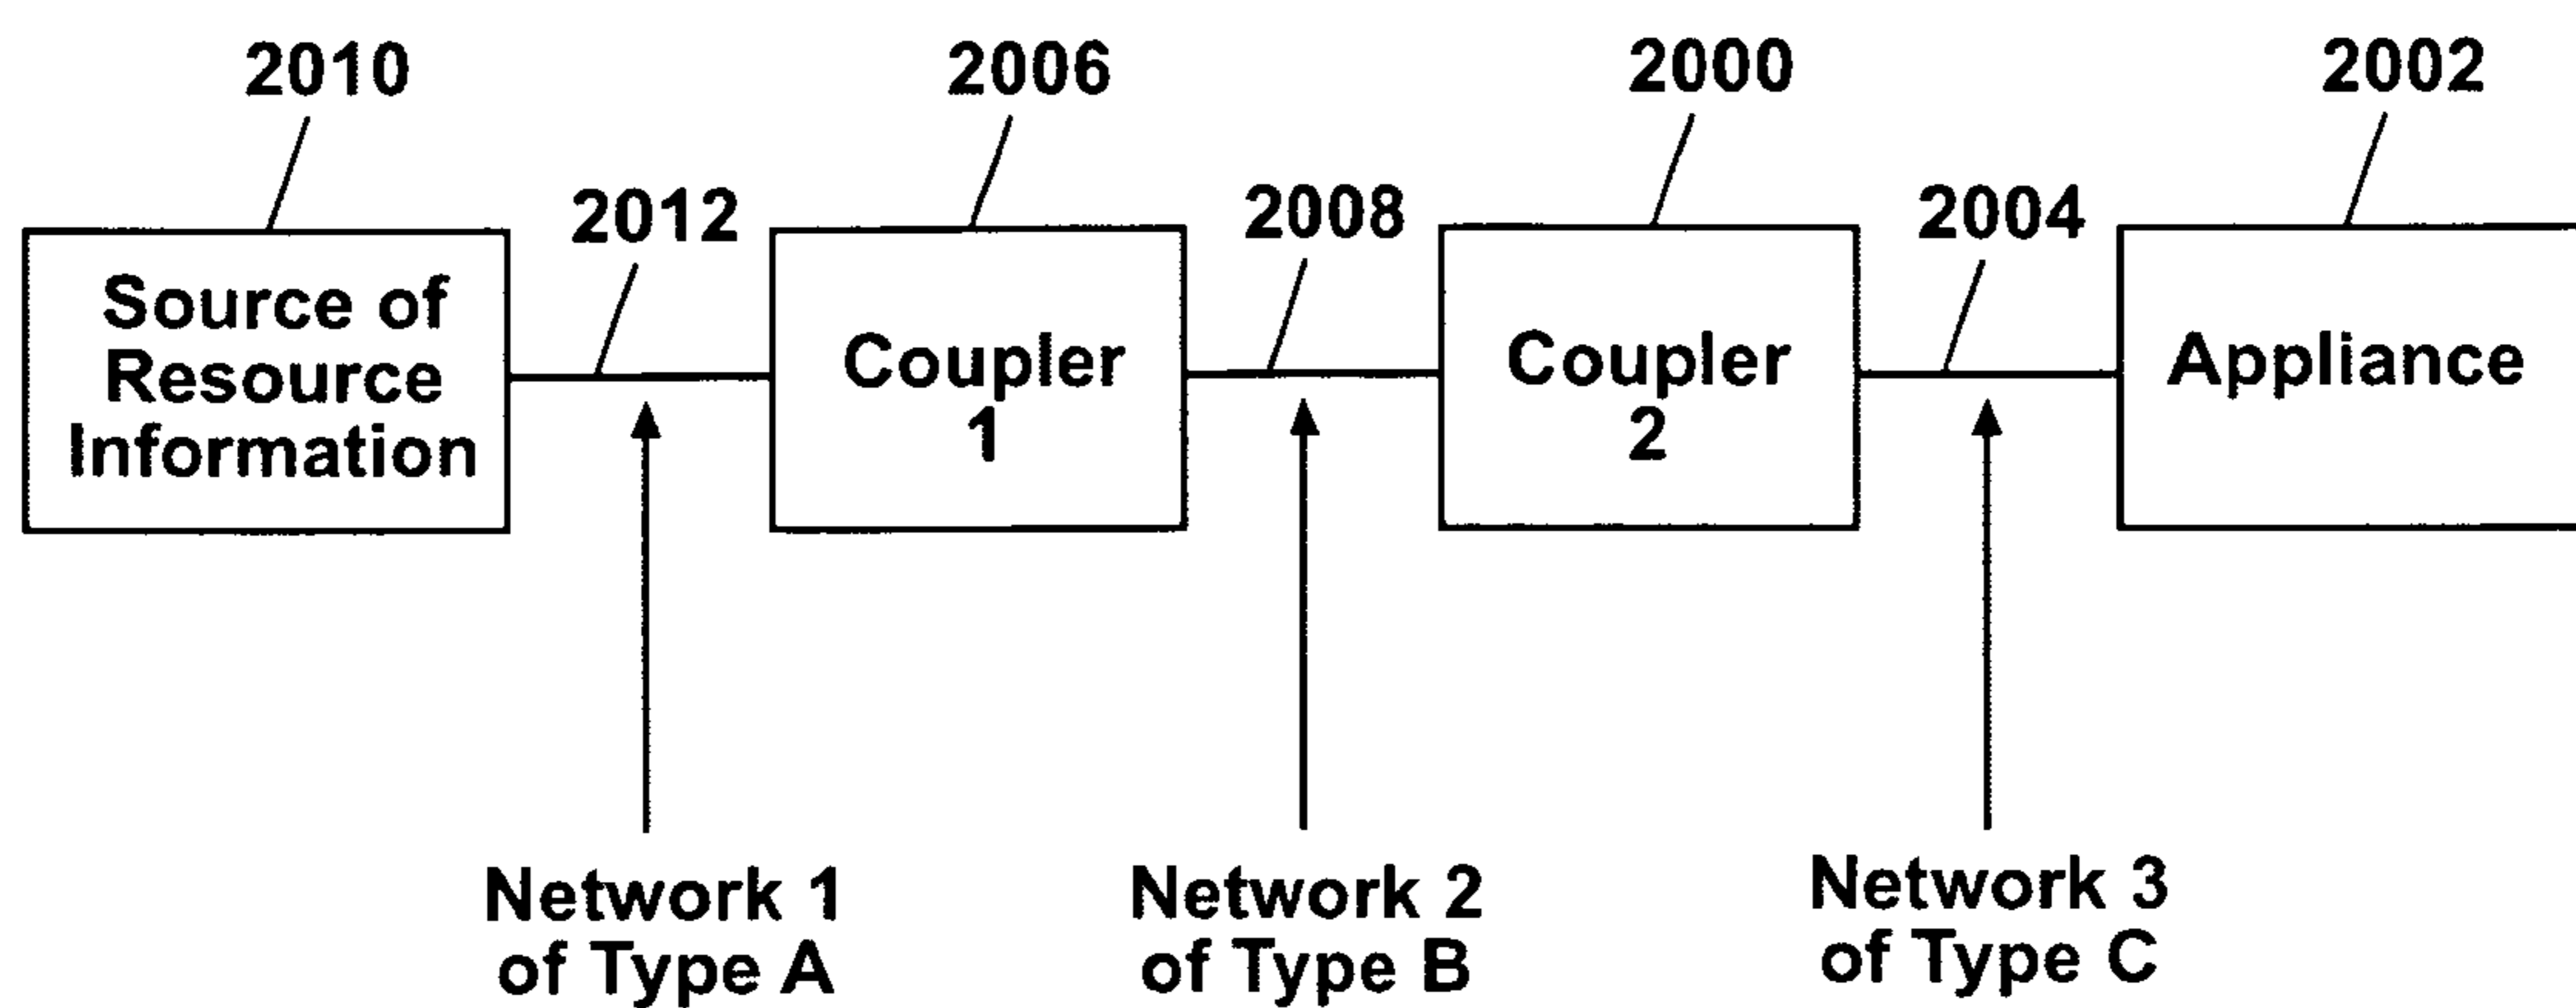 2010
2006
2000
2002
2012
2008
2004
Source of
Resource
Information
Coupler
1
Coupler
2
Appliance
Network 1
of Type A
Network 2
of Type B
Network 3
of Type C